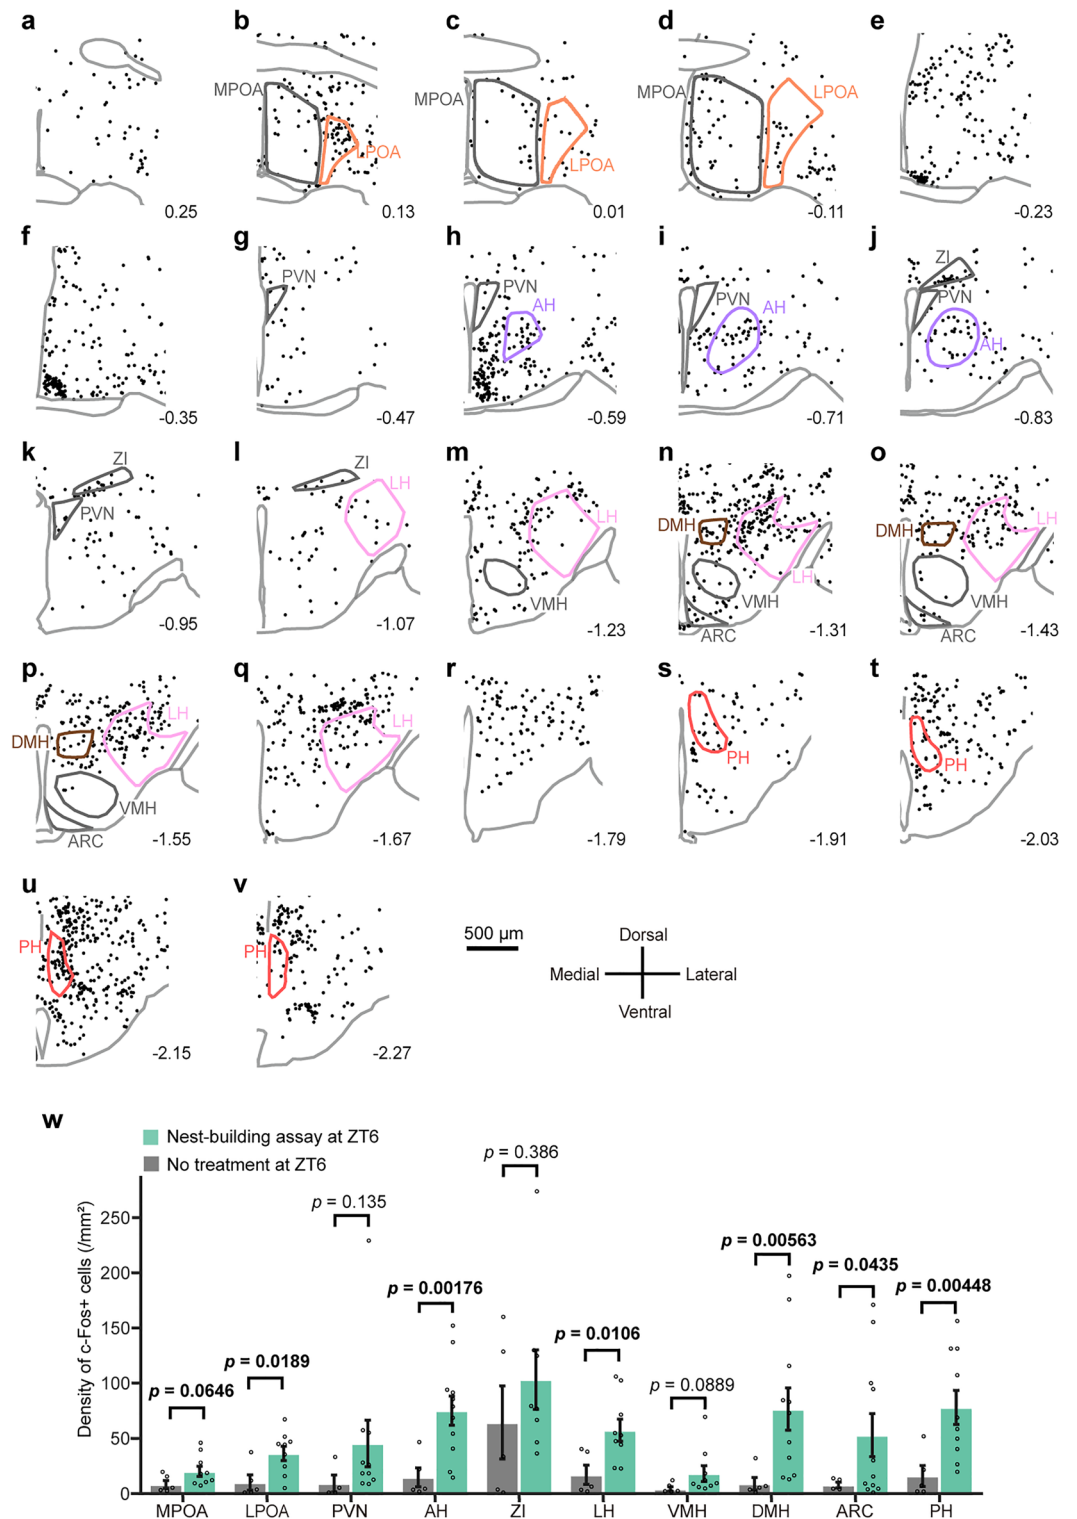 a
0.25
b
MPOA
LPOA
0.13
c
MPOA
LPOA
0.01
d
MPOA
LPOA
-0.11
e
-0.23
f
-0.35
g
PVN
-0.47
h
PVN
AH
-0.59
i
PVN
AH
-0.71
j
ZI
PVN
AH
-0.83
k
ZI
PVN
-0.95
l
ZI
LH
-1.07
m
LH
VMH
-1.23
n
DMH
LH
VMH
ARC
-1.31
o
LH
DMH
VMH
ARC
-1.43
p
LH
DMH
VMH
ARC
-1.55
q
LH
-1.67
r
-1.79
s
PH
-1.91
t
PH
-2.03
u
PH
-2.15
v
PH
-2.27
500 µm
Dorsal
Medial
Lateral
Ventral
w
Nest-building assay at ZT6
No treatment at ZT6
Density of c-Fos+ cells (/mm²)
250
200
150
100
50
0
p = 0.0646
p = 0.0189
p = 0.135
p = 0.00176
p = 0.386
p = 0.0106
p = 0.0889
p = 0.00563
p = 0.0435
p = 0.00448
MPOA
LPOA
PVN
AH
ZI
LH
VMH
DMH
ARC
PH